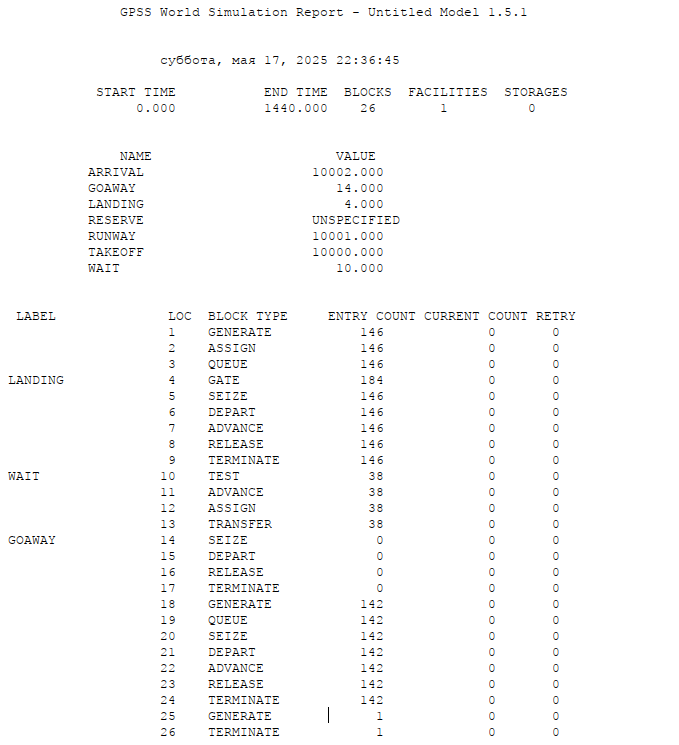 GPSS World Simulation Report - Untitled Model 1.5.1
суббота, мая 17, 2025 22:36:45
START TIME END TIME BLOCKS FACILITIES STORAGES
0.000 1440.000 26 1 0
NAME VALUE
ARRIVAL 10002.000
GOAWAY 14.000
LANDING 4.000
RESERVE UNSPECIFIED
RUNWAY 10001.000
TAKEOFF 10000.000
WAIT 10.000
LABEL LOC BLOCK TYPE ENTRY COUNT CURRENT COUNT RETRY
1 GENERATE 146 0 0
2 ASSIGN 146 0 0
3 QUEUE 146 0 0
LANDING 4 GATE 184 0 0
5 SEIZE 146 0 0
6 DEPART 146 0 0
7 ADVANCE 146 0 0
8 RELEASE 146 0 0
9 TERMINATE 146 0 0
WAIT 10 TEST 38 0 0
11 ADVANCE 38 0 0
12 ASSIGN 38 0 0
13 TRANSFER 38 0 0
GOAWAY 14 SEIZE 0 0 0
15 DEPART 0 0 0
16 RELEASE 0 0 0
17 TERMINATE 0 0 0
18 GENERATE 142 0 0
19 QUEUE 142 0 0
20 SEIZE 142 0 0
21 DEPART 142 0 0
22 ADVANCE 142 0 0
23 RELEASE 142 0 0
24 TERMINATE 142 0 0
25 GENERATE 1 0 0
26 TERMINATE 1 0 0